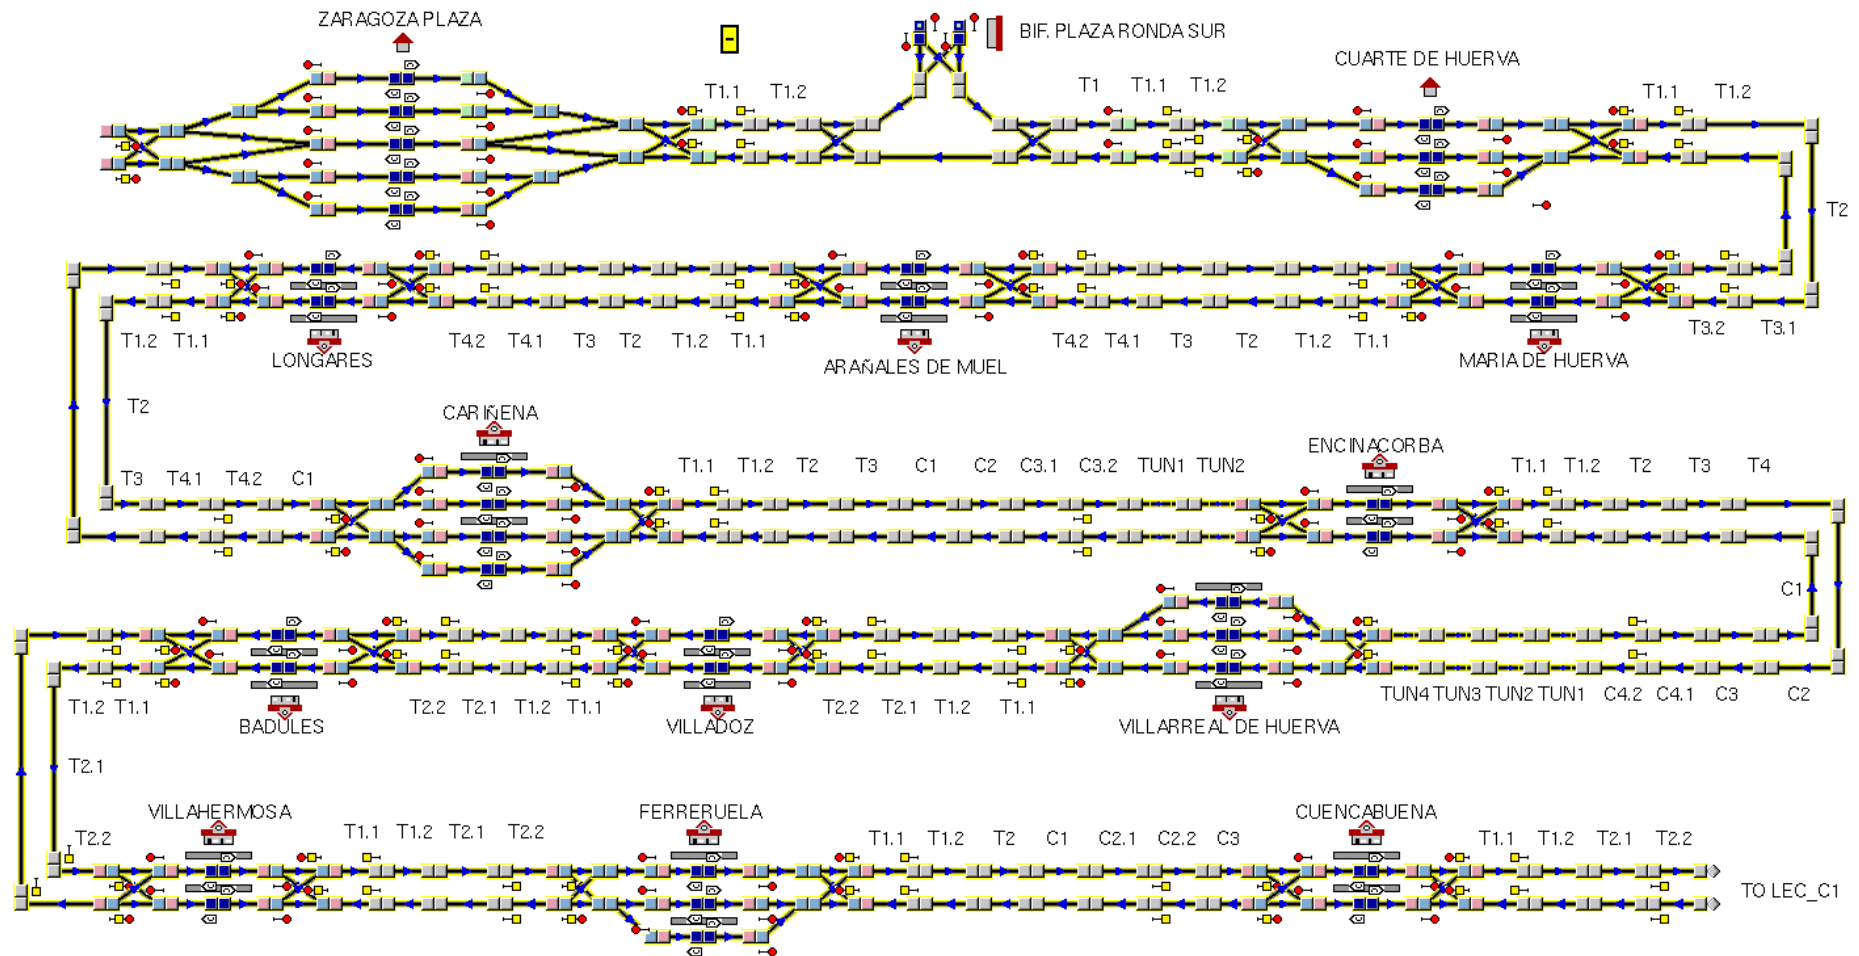 ZARAGOZA PLAZA
BIF. PLAZA RONDA SUR
CUARTE DE HUERVA
T1.1 T1.2
T1 T1.1 T1.2
T1.1 T1.2
T2
T1.2 T1.1
LONGARES
T4.2 T4.1 T3 T2 T1.2 T1.1
ARAÑALES DE MUEL
T4.2 T4.1 T3 T2 T1.2 T1.1
MARIA DE HUERVA
T3.2 T3.1
T2
CARIÑENA
ENCINACORBA
T3 T4.1 T4.2 C1
T1.1 T1.2 T2 T3 C1 C2 C3.1 C3.2 TUN1 TUN2
T1.1 T1.2 T2 T3 T4
C1
T1.2 T1.1
BADULES
T2.2 T2.1 T1.2 T1.1
VILLADOZ
T2.2 T2.1 T1.2 T1.1
VILLARREAL DE HUERVA
TUN4 TUN3 TUN2 TUN1 C4.2 C4.1 C3 C2
T2.1
VILLAHERMOSA
FERRERUELA
CUENCABUENA
T2.2
T1.1 T1.2 T2.1 T2.2
T1.1 T1.2 T2 C1 C2.1 C2.2 C3
T1.1 T1.2 T2.1 T2.2
TO LEC_C1